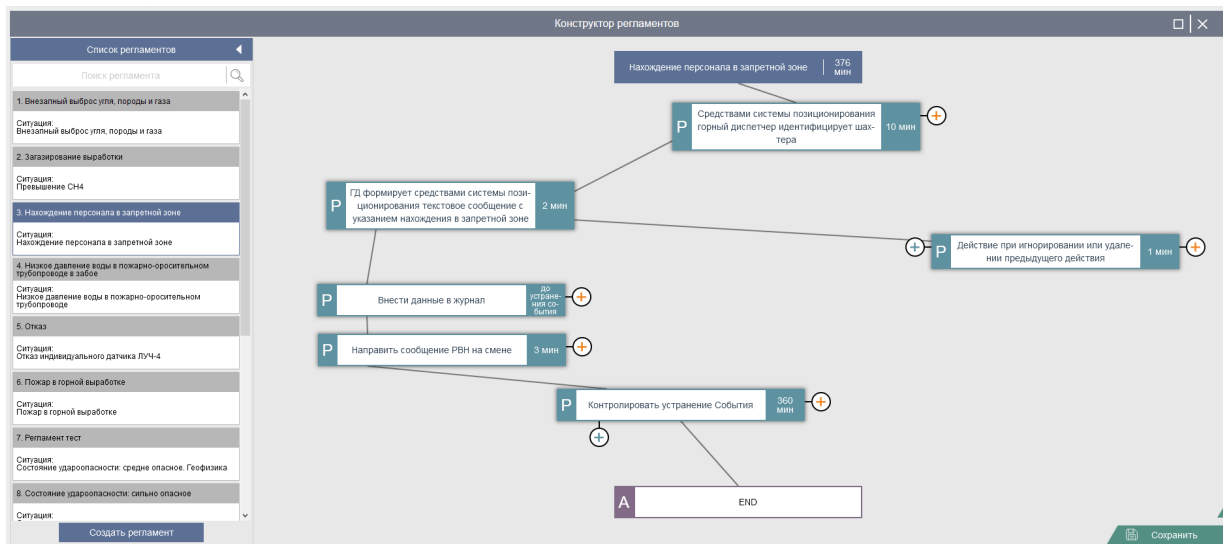 Конструктор регламентов
Список регламентов
Поиск регламента
1. Внезапный выброс угля, породы и газа
Ситуация:
Внезапный выброс угля, породы и газа
2. Загазирование выработки
Ситуация:
Превышение CH4
3. Нахождение персонала в запретной зоне
Ситуация:
Нахождение персонала в запретной зоне
4. Низкое давление воды в пожарно-оросительном
трубопроводе в забое
Ситуация:
Низкое давление воды в пожарно-оросительном
трубопроводе
5. Отказ
Ситуация:
Отказ индивидуального датчика ЛУЧ-4
6. Пожар в горной выработке
Ситуация:
Пожар в горной выработке
7. Регламент тест
Ситуация:
Состояние удароопасности: средне опасное. Геофизика
8. Состояние удароопасности: сильно опасное
Ситуация:
Создать регламент
Нахождение персонала в запретной зоне
376
мин
P
Средствами системы позиционирования
горный диспетчер идентифицирует шах-
тера
10 мин
P
ГД формирует средствами системы пози-
ционирования текстовое сообщение с
указанием нахождения в запретной зоне
2 мин
P
Действие при игнорировании или удале-
нии предыдущего действия
1 мин
P
Внести данные в журнал
до
устране-
ния со-
бытия
P
Направить сообщение РВН на смене
3 мин
P
Контролировать устранение События
360
мин
A
END
Сохранить